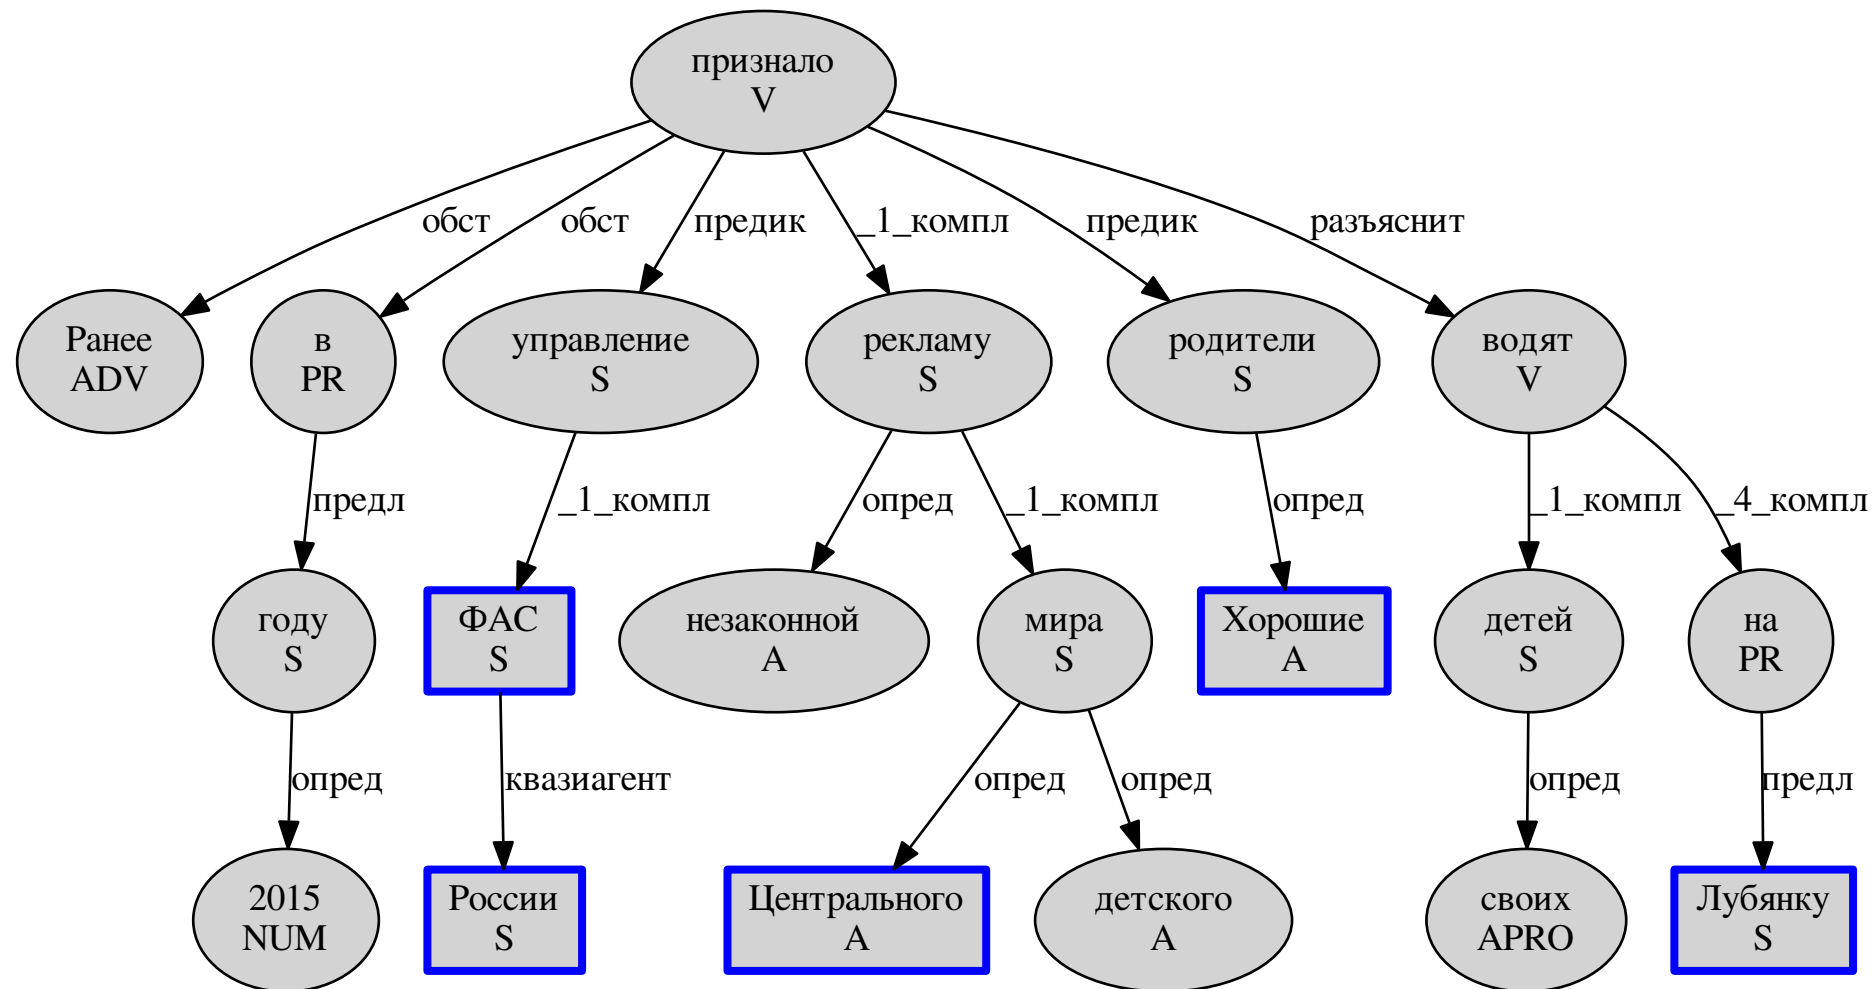 признало
V
обст
обст
предик
_1_компл
предик
разъяснит
Ранее
ADV
в
PR
управление
S
рекламу
S
родители
S
водят
V
предл
_1_компл
опред
_1_компл
опред
_1_компл
_4_компл
году
S
ФАС
S
незаконной
A
мира
S
Хорошие
A
детей
S
на
PR
опред
квазиагент
опред
опред
опред
предл
2015
NUM
России
S
Центрального
A
детского
A
своих
APRO
Лубянку
S